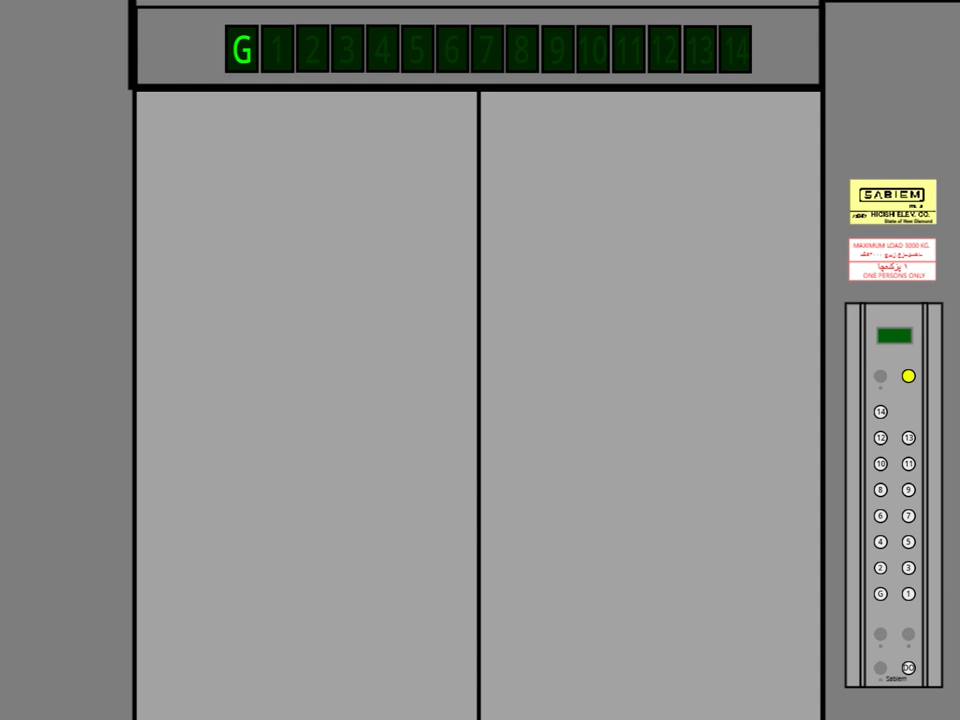 G 1 2 3 4 5 6 7 8 9 10 11 12 13 14
SABIEM
HICISHI ELEV. CO.
State of New Diamond
MAXIMUM LOAD 3000 KG.
ONE PERSONS ONLY
14
12 13
10 11
8 9
6 7
4 5
2 3
G 1
DO
Sabiem